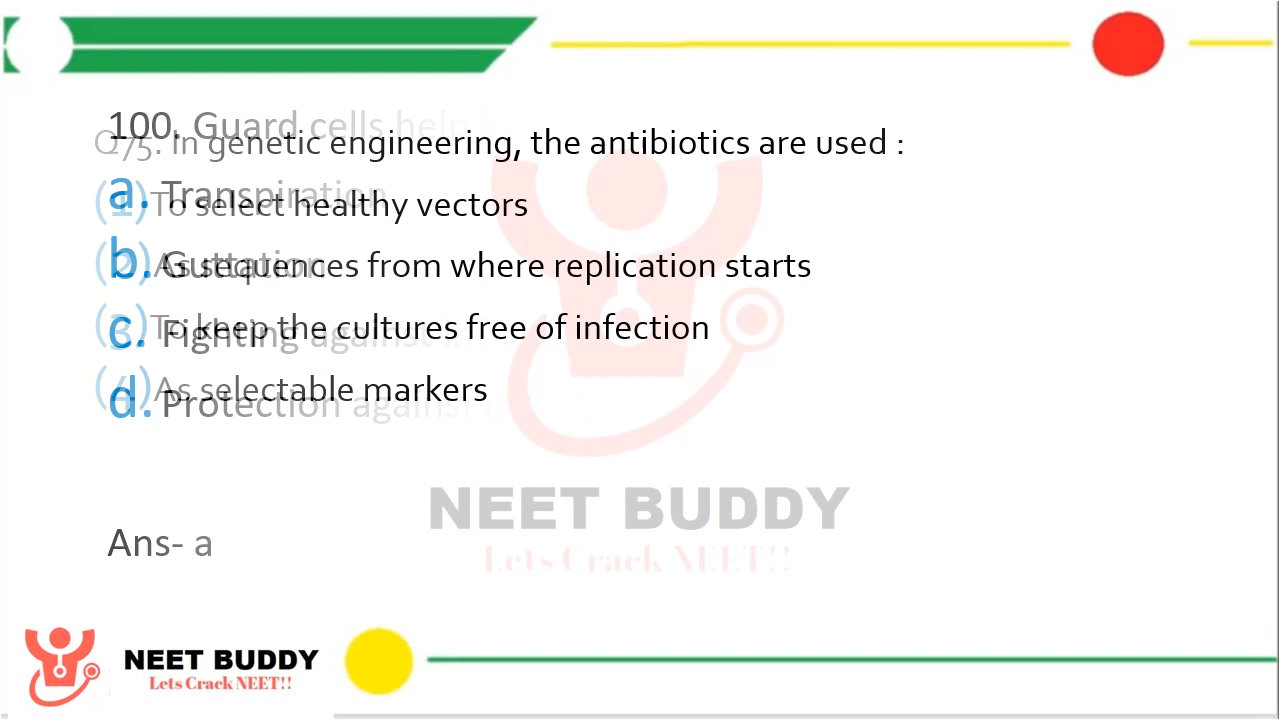 100. Guard cells help
Q75. In genetic engineering, the antibiotics are used :
a. Transpiration
(1) To select healthy vectors
b. Guttation
(2) As sequences from where replication starts
c. Fighting against
(3) To keep the cultures free of infection
d. Protection against
(4) As selectable markers
NEET BUDDY
Lets Crack NEET!!
Ans- a
NEET BUDDY
Lets Crack NEET!!